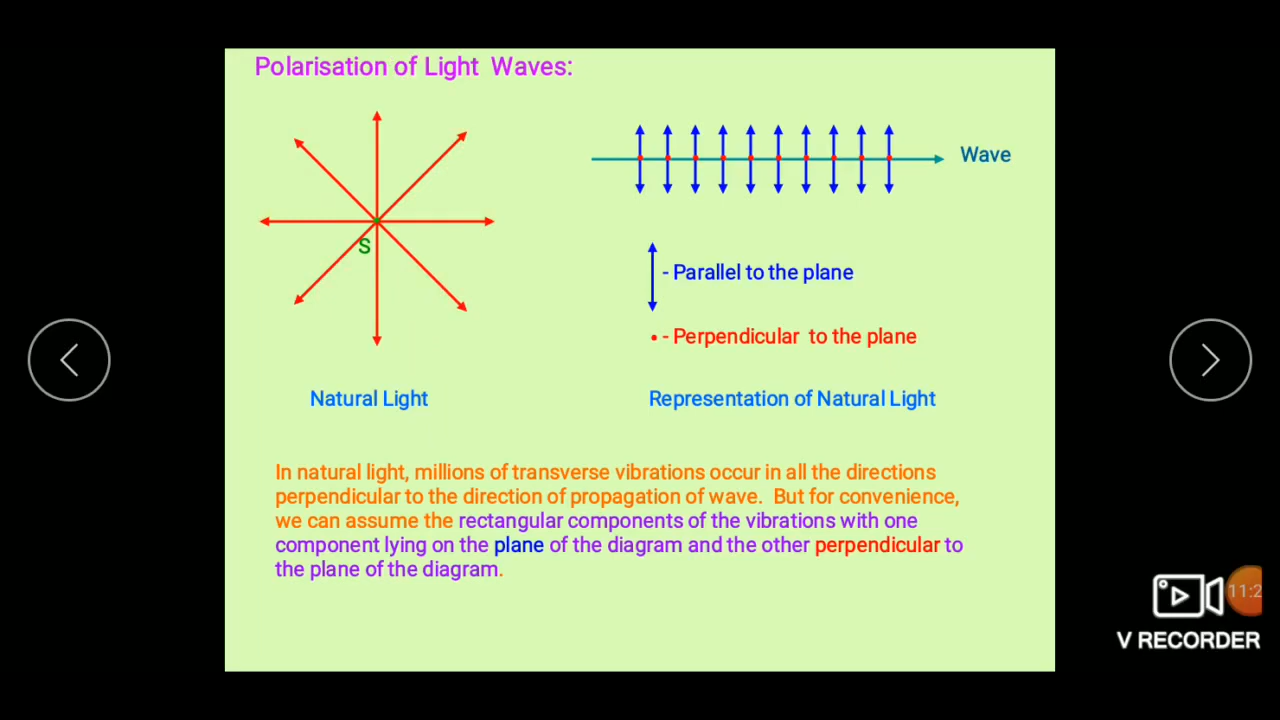 Polarisation of Light Waves:
Wave
S
- Parallel to the plane
• - Perpendicular to the plane
Natural Light
Representation of Natural Light
In natural light, millions of transverse vibrations occur in all the directions
perpendicular to the direction of propagation of wave. But for convenience,
we can assume the rectangular components of the vibrations with one
component lying on the plane of the diagram and the other perpendicular to
the plane of the diagram.
11:2
V RECORDER